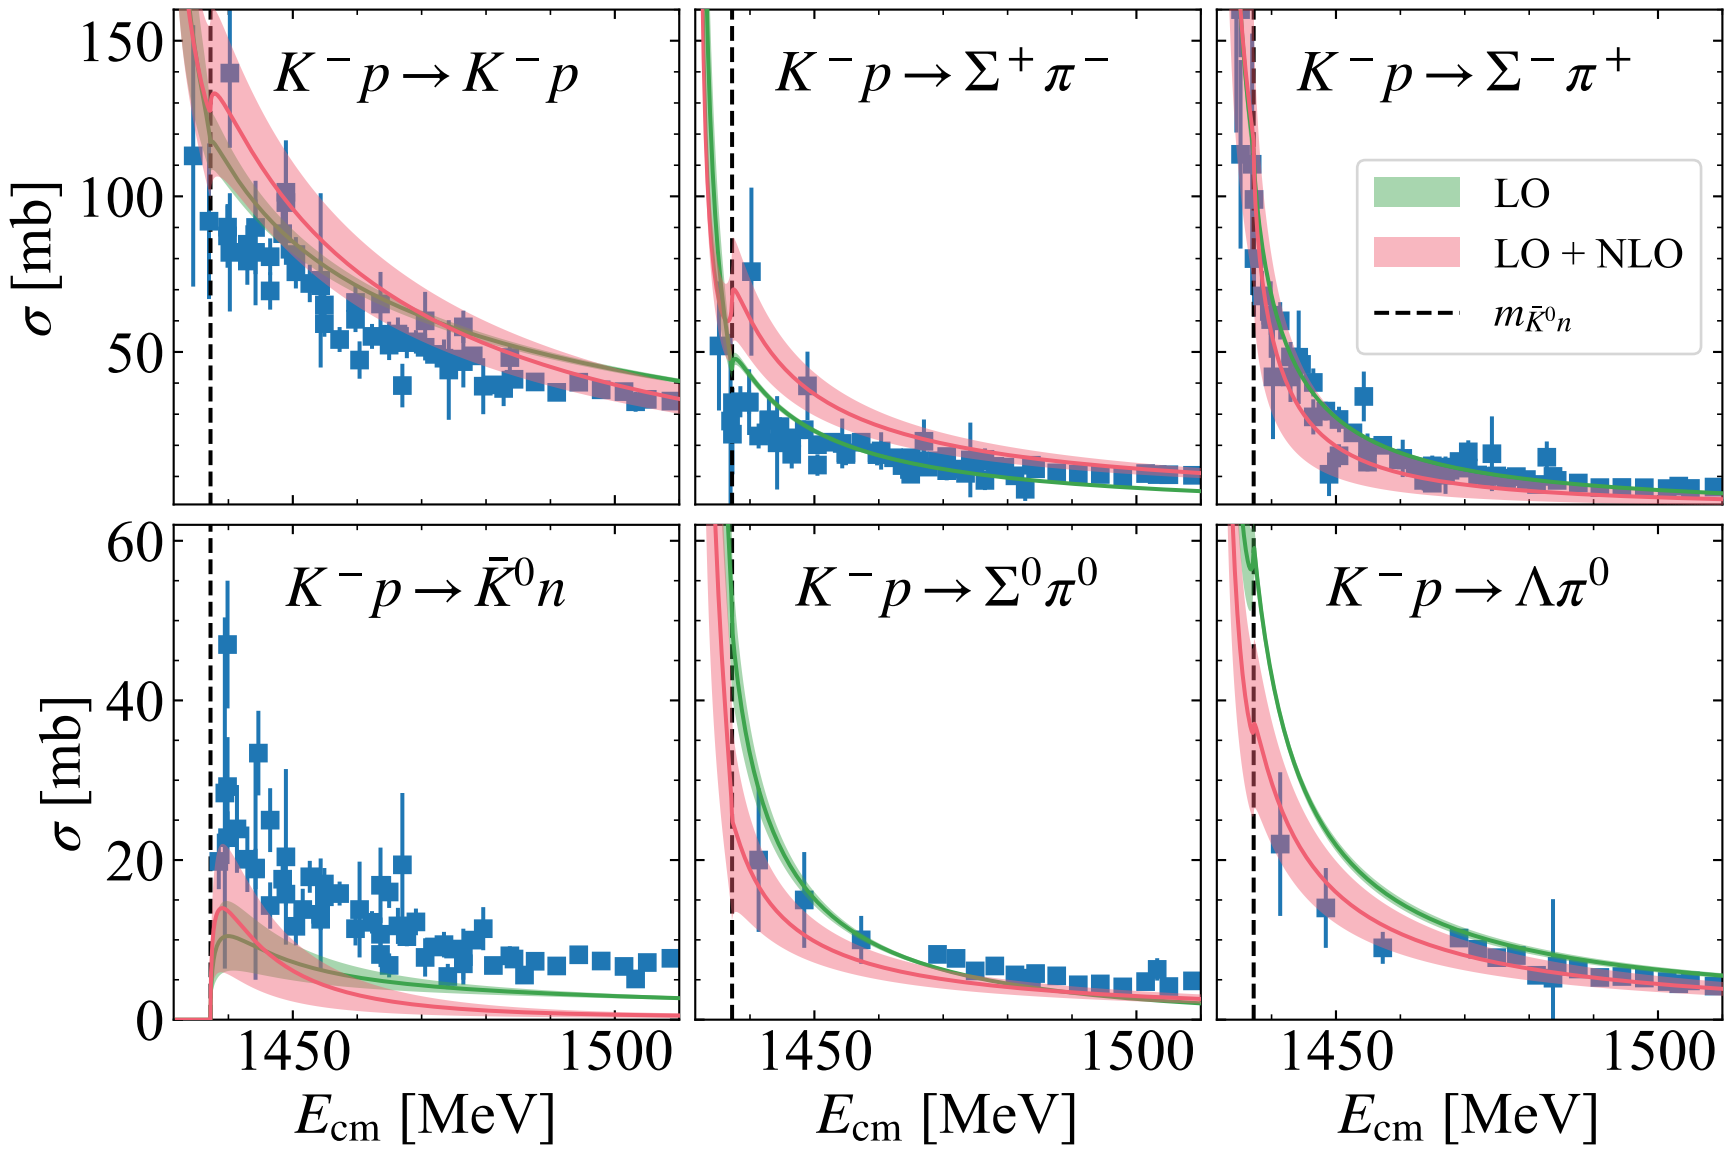 σ [mb]
150
100
50
K⁻p → K⁻p
K⁻p → Σ⁺π⁻
K⁻p → Σ⁻π⁺
LO
LO + NLO
m_{K̄⁰n}
σ [mb]
60
40
20
0
K⁻p → K̄⁰n
K⁻p → Σ⁰π⁰
K⁻p → Λπ⁰
1450 1500
1450 1500
1450 1500
E_cm [MeV]
E_cm [MeV]
E_cm [MeV]